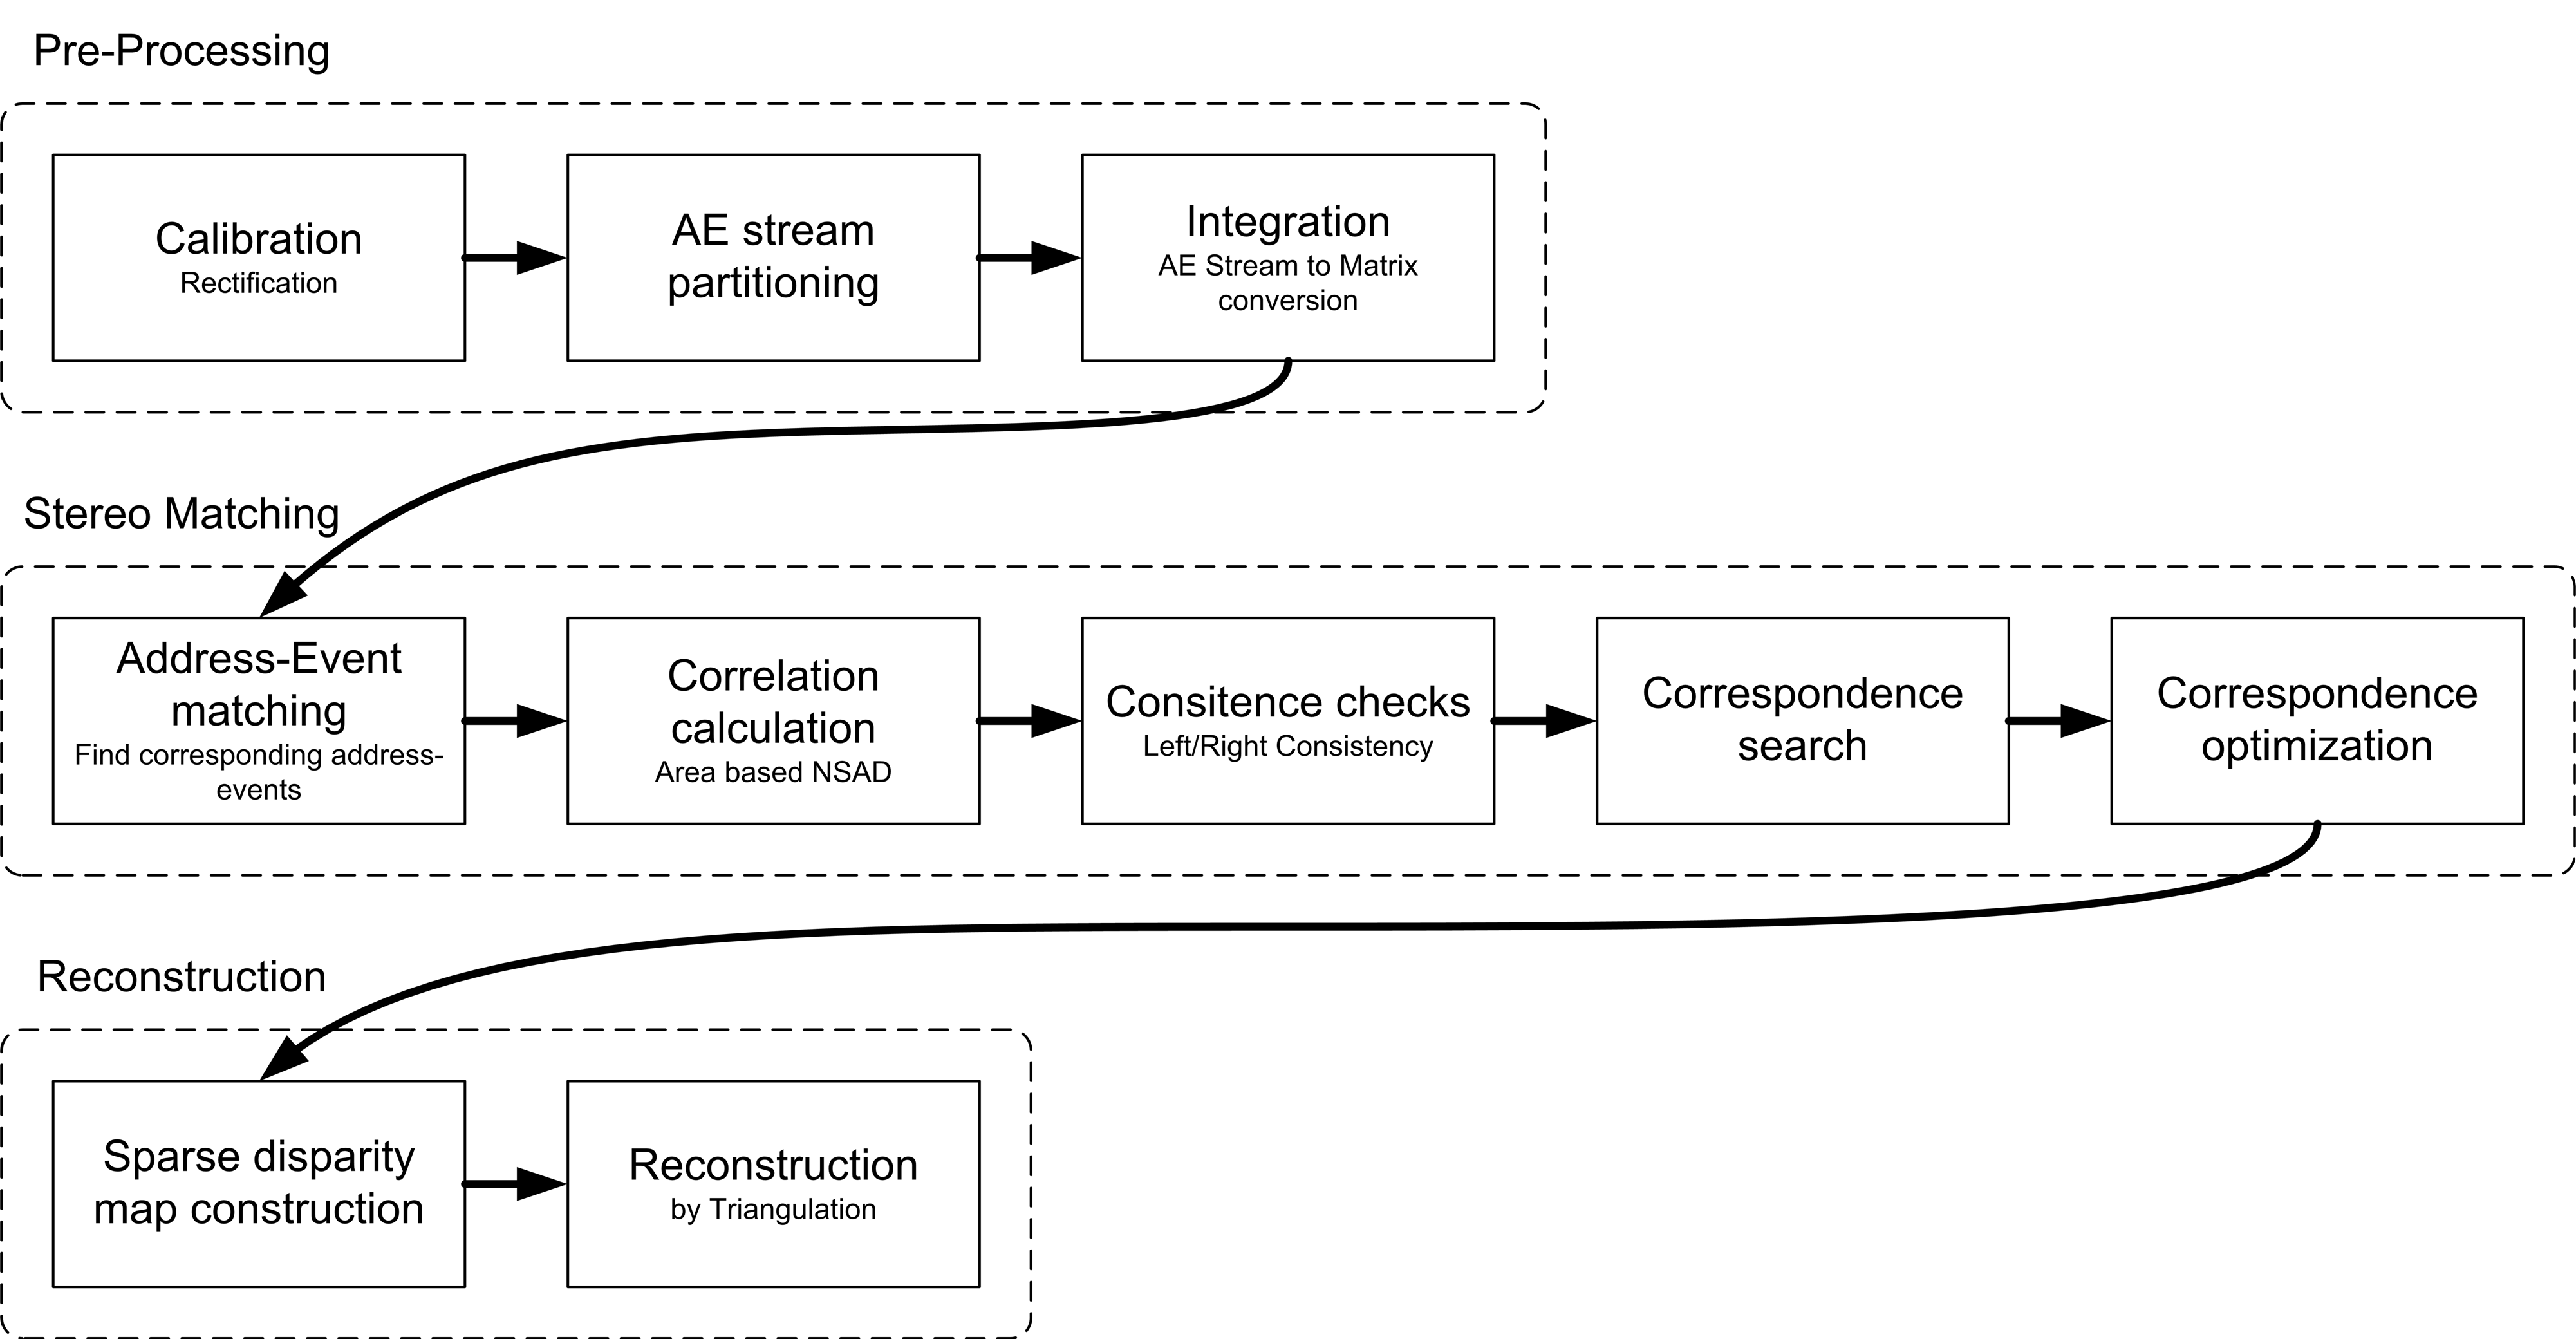 Pre-Processing
Calibration
Rectification
AE stream
partitioning
Integration
AE Stream to Matrix
conversion
Stereo Matching
Address-Event
matching
Find corresponding address-
events
Correlation
calculation
Area based NSAD
Consitence checks
Left/Right Consistency
Correspondence
search
Correspondence
optimization
Reconstruction
Sparse disparity
map construction
Reconstruction
by Triangulation